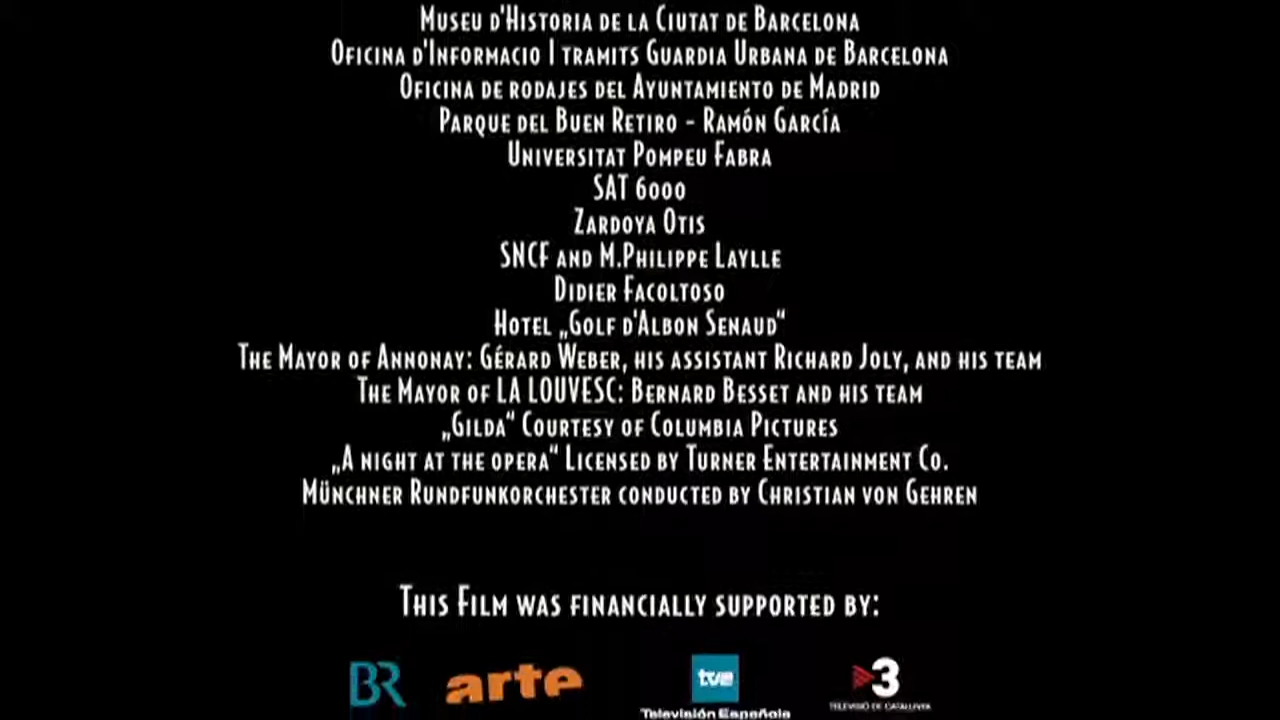 Museu d'Historia de la Ciutat de Barcelona
Oficina d'Informacio I tramits Guardia Urbana de Barcelona
Oficina de rodajes del Ayuntamiento de Madrid
Parque del Buen Retiro - Ramón García
Universitat Pompeu Fabra
SAT 6000
Zardoya Otis
SNCF and M.Philippe Laylle
Didier Facoltoso
Hotel „Golf d'Albon Senaud“
The Mayor of Annonay: Gérard Weber, his assistant Richard Joly, and his team
The Mayor of LA LOUVESC: Bernard Besset and his team
„Gilda“ Courtesy of Columbia Pictures
„A night at the opera“ Licensed by Turner Entertainment Co.
Münchner Rundfunkorchester conducted by Christian von Gehren
This Film was financially supported by:
BR arte tve 3
Televisión Española TELEVISIÓ DE CATALUNYA